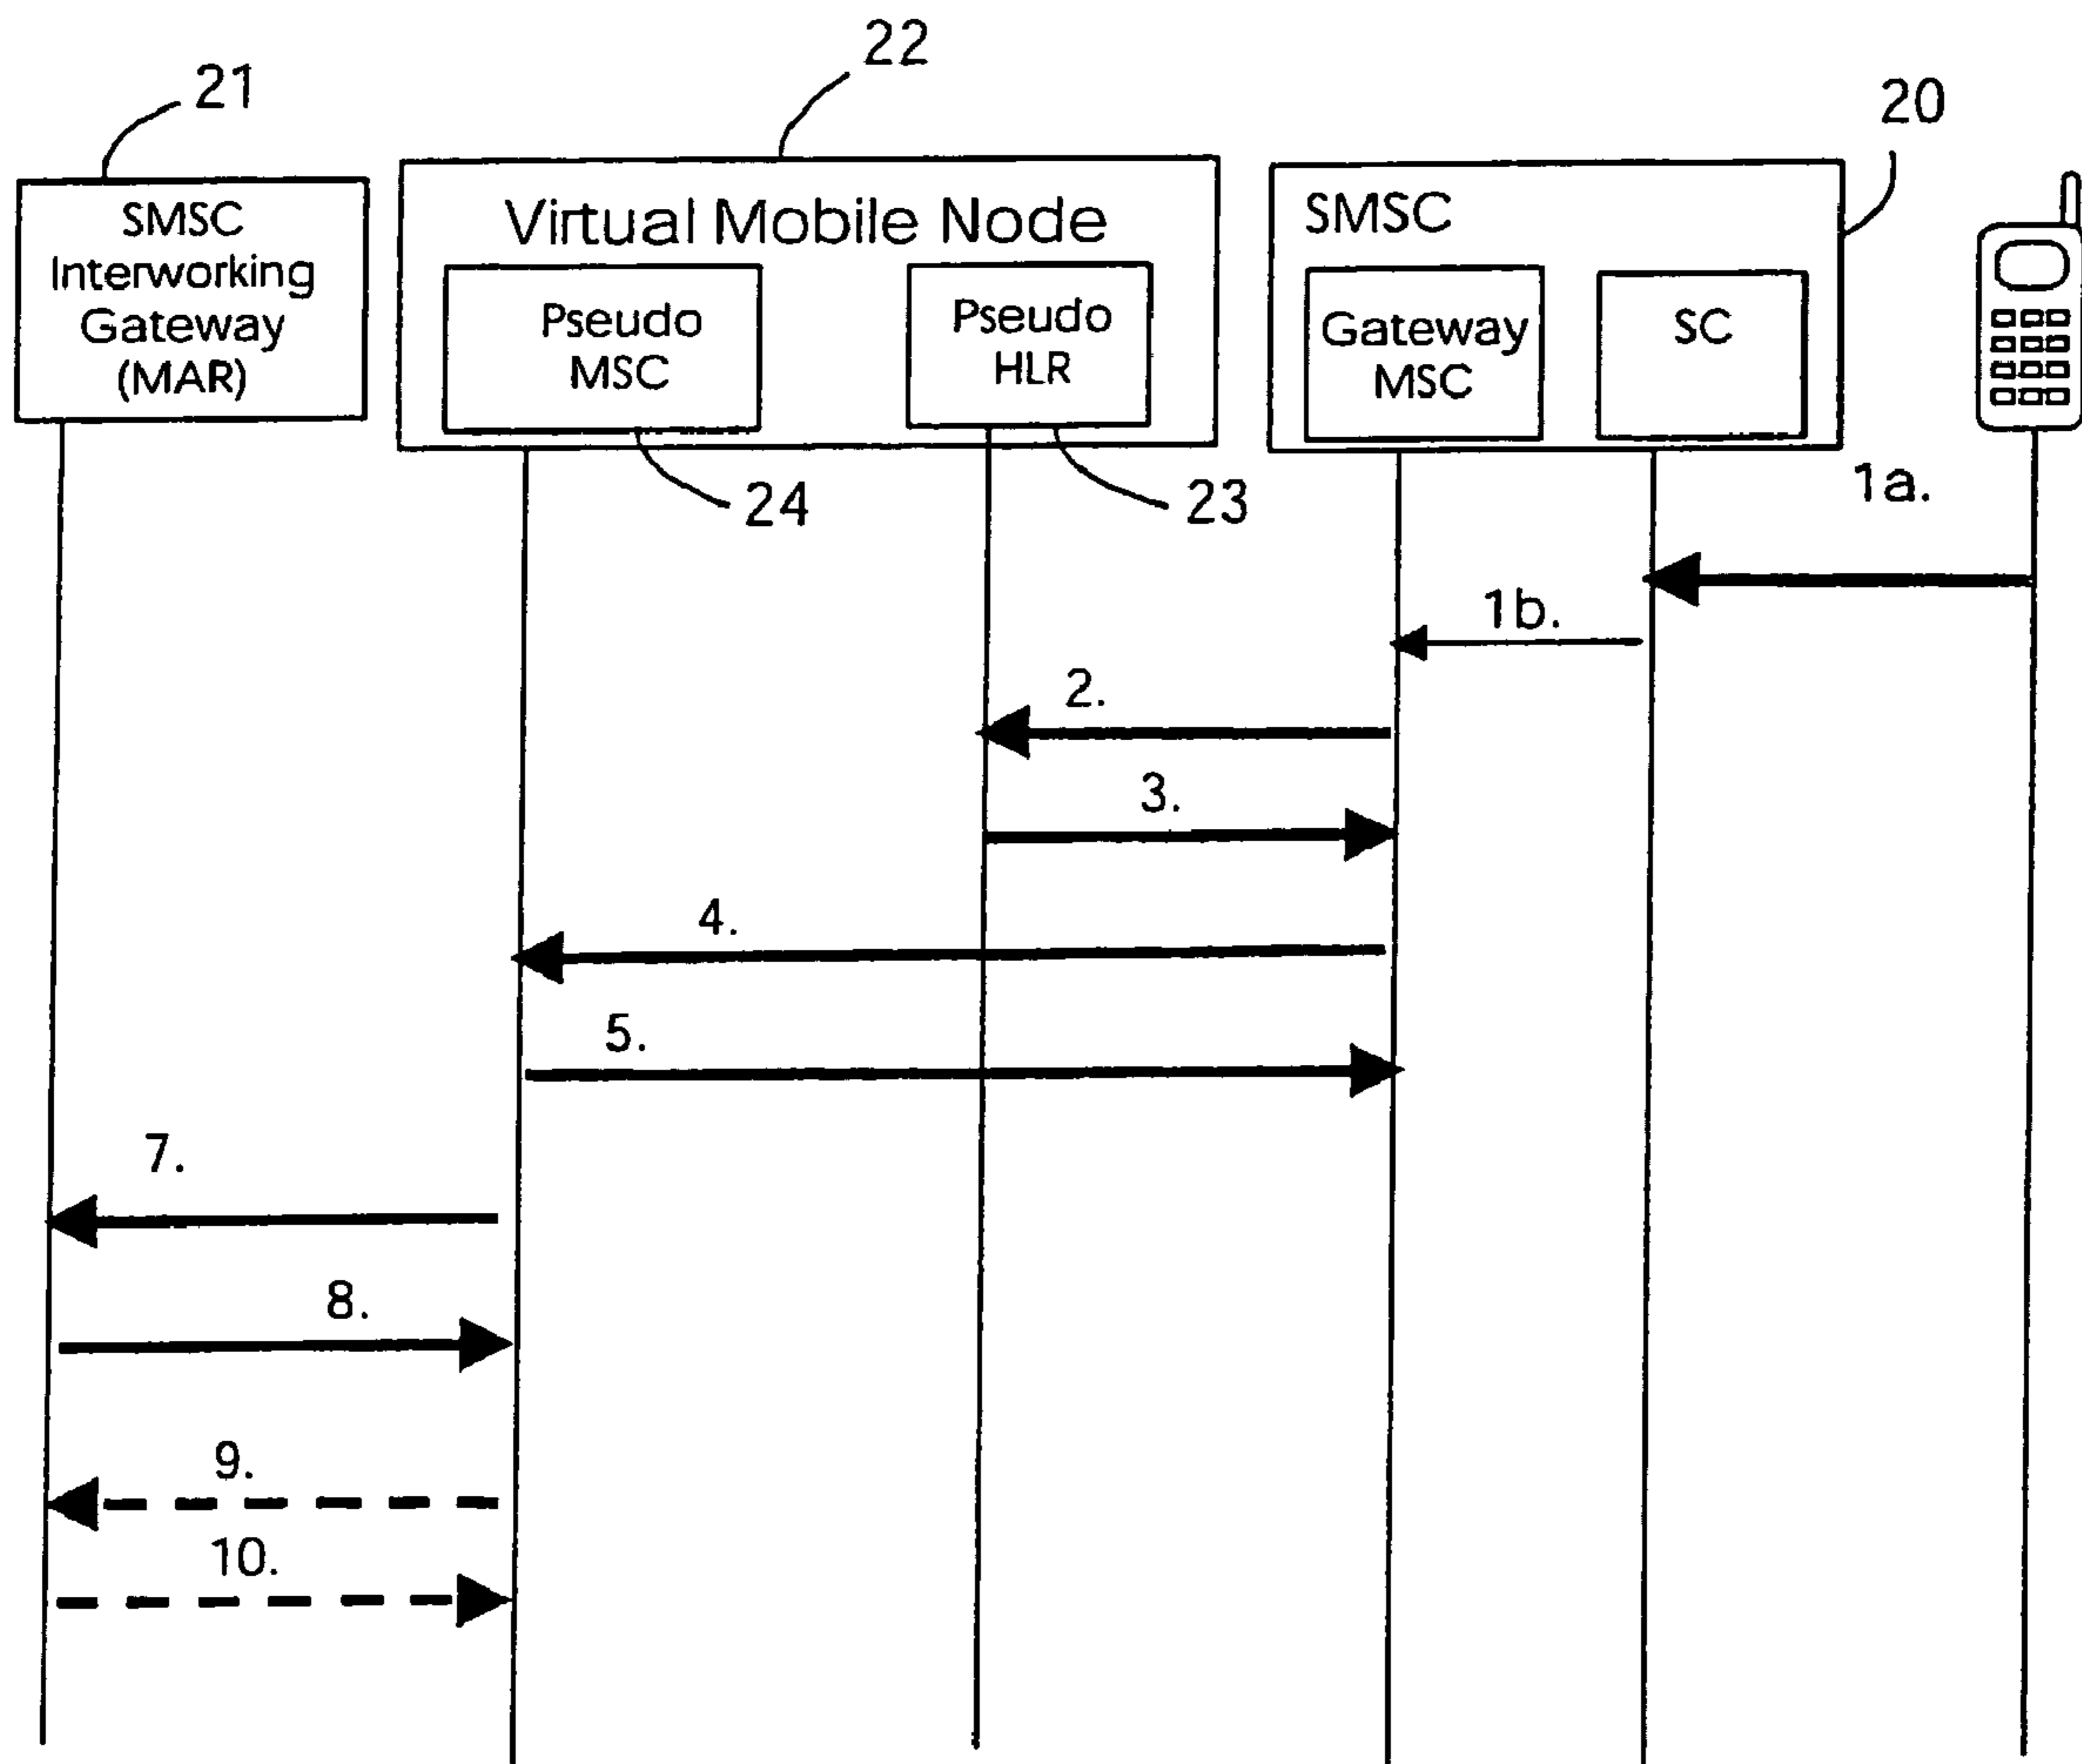 22
21
20
SMSC
Interworking
Gateway
(MAR)
Virtual Mobile Node
Pseudo
MSC
Pseudo
HLR
SMSC
Gateway
MSC
SC
24
23
1a.
1b.
2.
3.
4.
5.
7.
8.
9.
10.